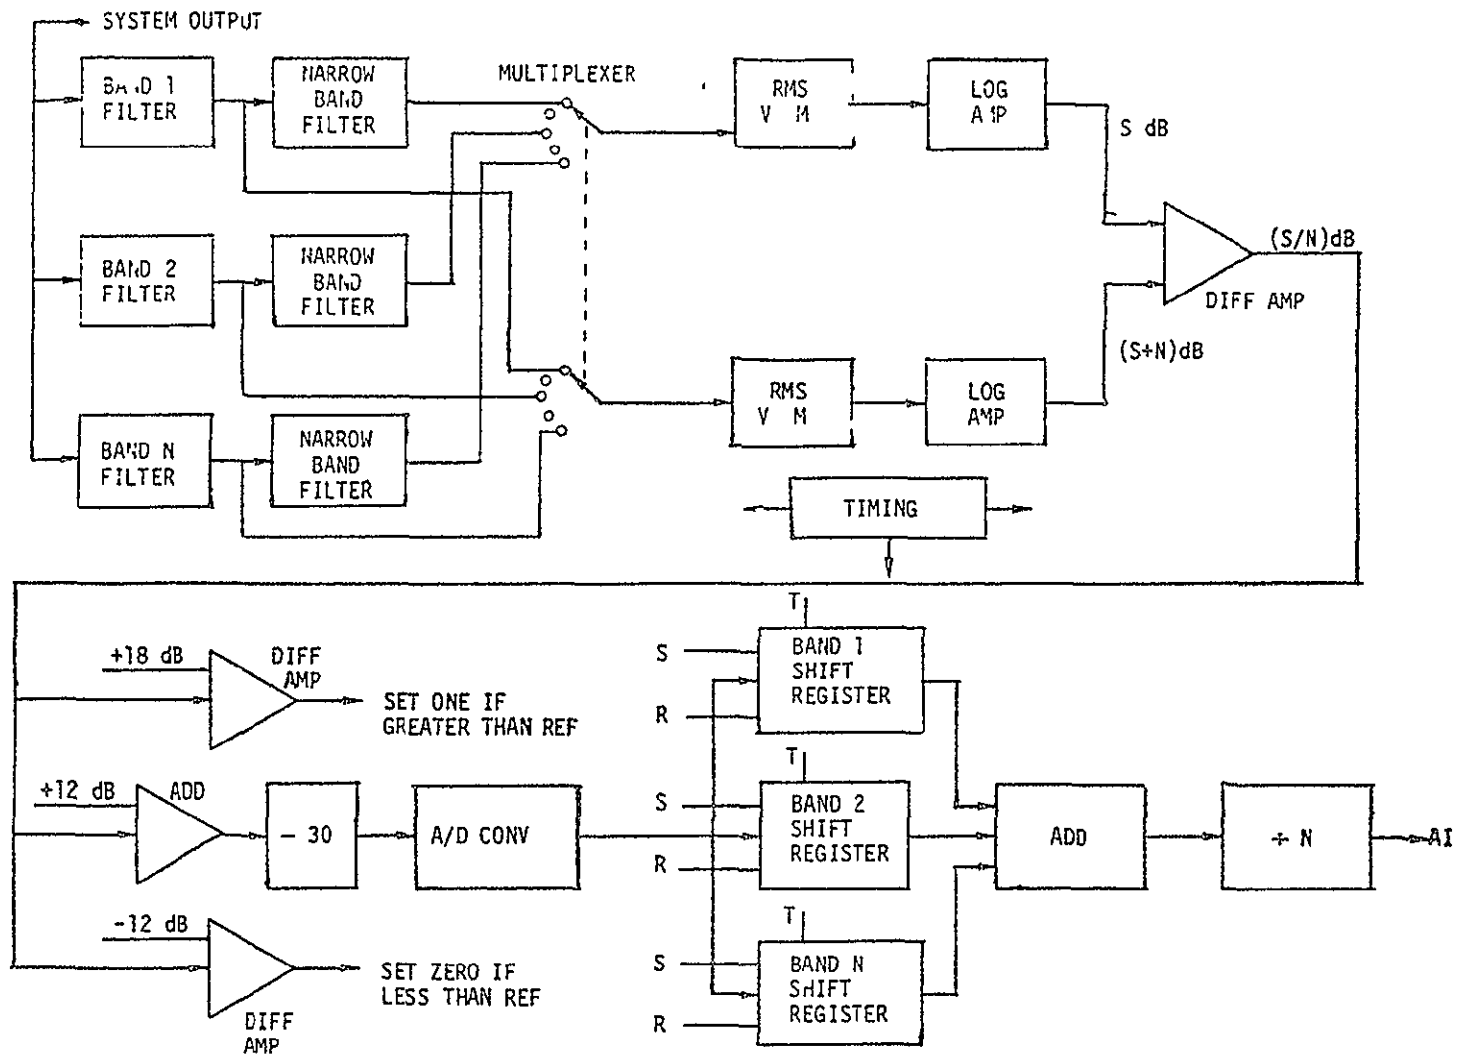 SYSTEM OUTPUT
BAND 1
FILTER
NARROW
BAND
FILTER
MULTIPLEXER
RMS
V M
LOG
AMP
S dB
BAND 2
FILTER
NARROW
BAND
FILTER
(S/N)dB
DIFF AMP
(S+N)dB
RMS
V M
LOG
AMP
BAND N
FILTER
NARROW
BAND
FILTER
TIMING
+18 dB
DIFF
AMP
SET ONE IF
GREATER THAN REF
T
S
R
BAND 1
SHIFT
REGISTER
+12 dB
ADD
- 30
A/D CONV
T
S
R
BAND 2
SHIFT
REGISTER
ADD
÷ N
AI
-12 dB
DIFF
AMP
SET ZERO IF
LESS THAN REF
T
S
R
BAND N
SHIFT
REGISTER